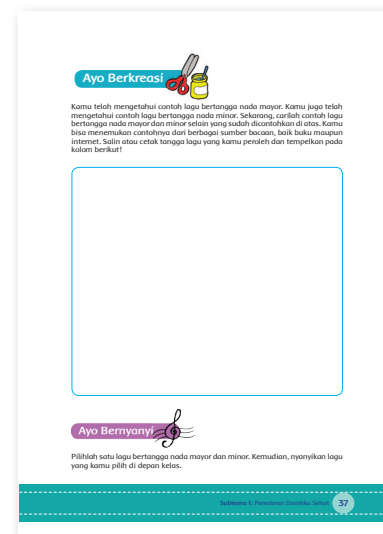 Ayo Berkreasi
Kamu telah mengetahui contoh lagu bertangga nada mayor. Kamu juga telah
mengetahui contoh lagu bertangga nada minor. Sekarang, carilah contoh lagu
bertangga nada mayor dan minor selain yang sudah dicontohkan di atas. Kamu
bisa menemukan contohnya dari berbagai sumber bacaan, baik buku maupun
internet. Salin atau cetak tangga lagu yang kamu peroleh dan tempelkan pada
kolom berikut!
Ayo Bernyanyi
Pilihlah satu lagu bertangga nada mayor dan minor. Kemudian, nyanyikan lagu
yang kamu pilih di depan kelas.
Subtema 1: Peredaran Darahku Sehat 37